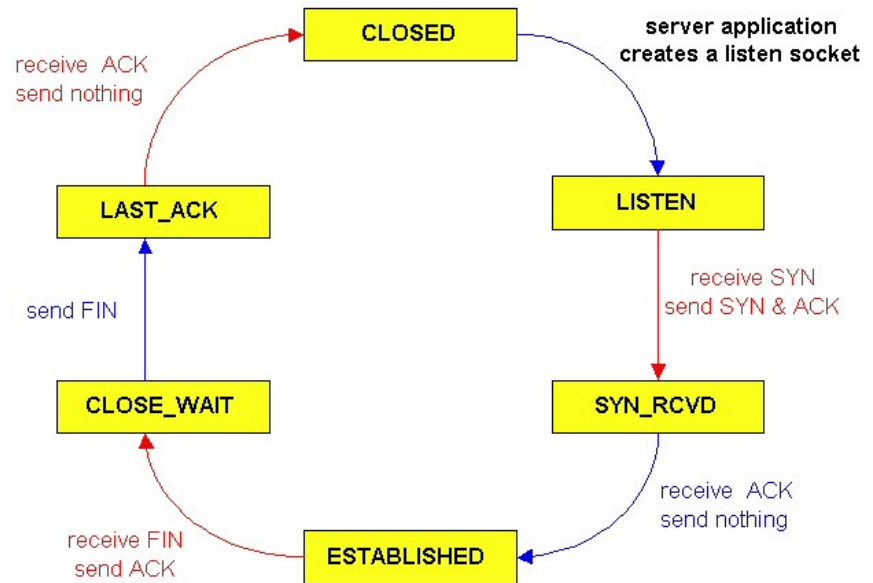 CLOSED
server application
creates a listen socket
receive ACK
send nothing
LAST_ACK
LISTEN
send FIN
receive SYN
send SYN & ACK
CLOSE_WAIT
SYN_RCVD
receive ACK
send nothing
receive FIN
send ACK
ESTABLISHED